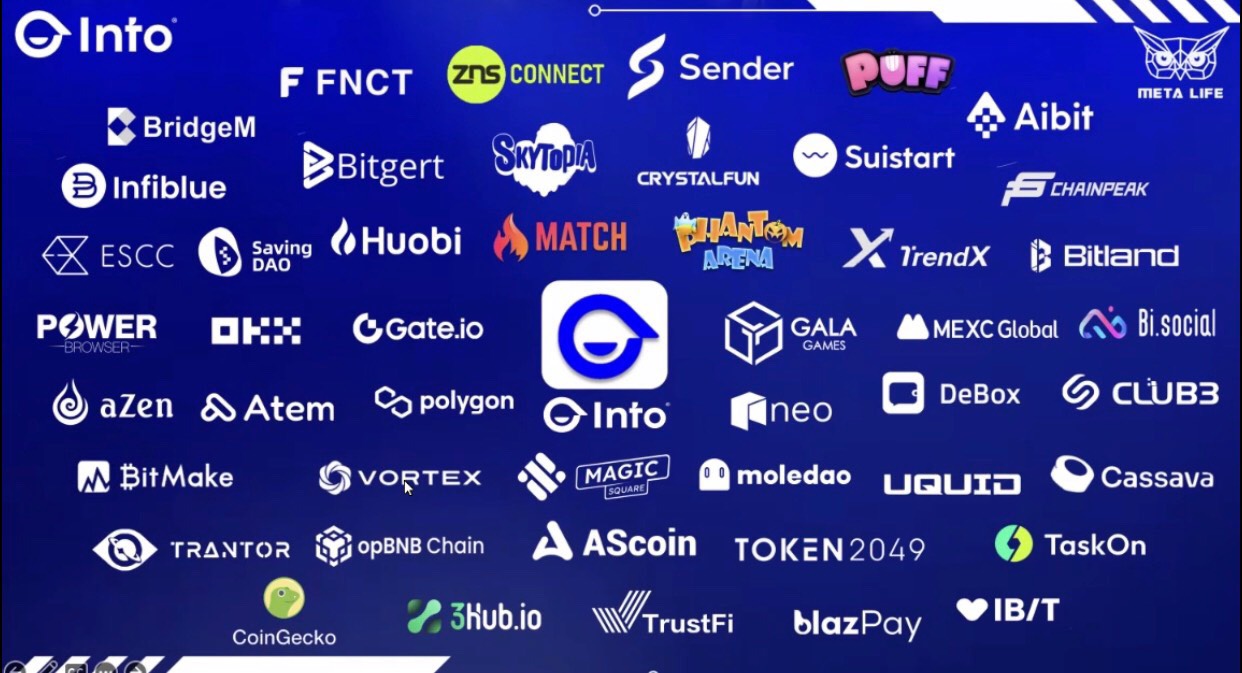 Into
FNCT
ZNS CONNECT
Sender
PUFF
META LIFE
BridgeM
Bitgert
SKYTOPIA
CRYSTALFUN
Suistart
Aibit
Infiblue
CHAINPEAK
ESCC
Saving
DAO
Huobi
MATCH
PHANTOM
ARENA
TrendX
Bitland
POWER
BROWSER
OKX
Gate.io
GALA
GAMES
MEXC Global
Bi.social
aZen
Atem
polygon
Into
neo
DeBox
CLUB3
BitMake
VORTEX
MAGIC
SQUARE
moledao
UQUID
Cassava
TRANTOR
opBNB Chain
AScoin
TOKEN2049
TaskOn
CoinGecko
3Hub.io
TrustFi
blazPay
IB/T